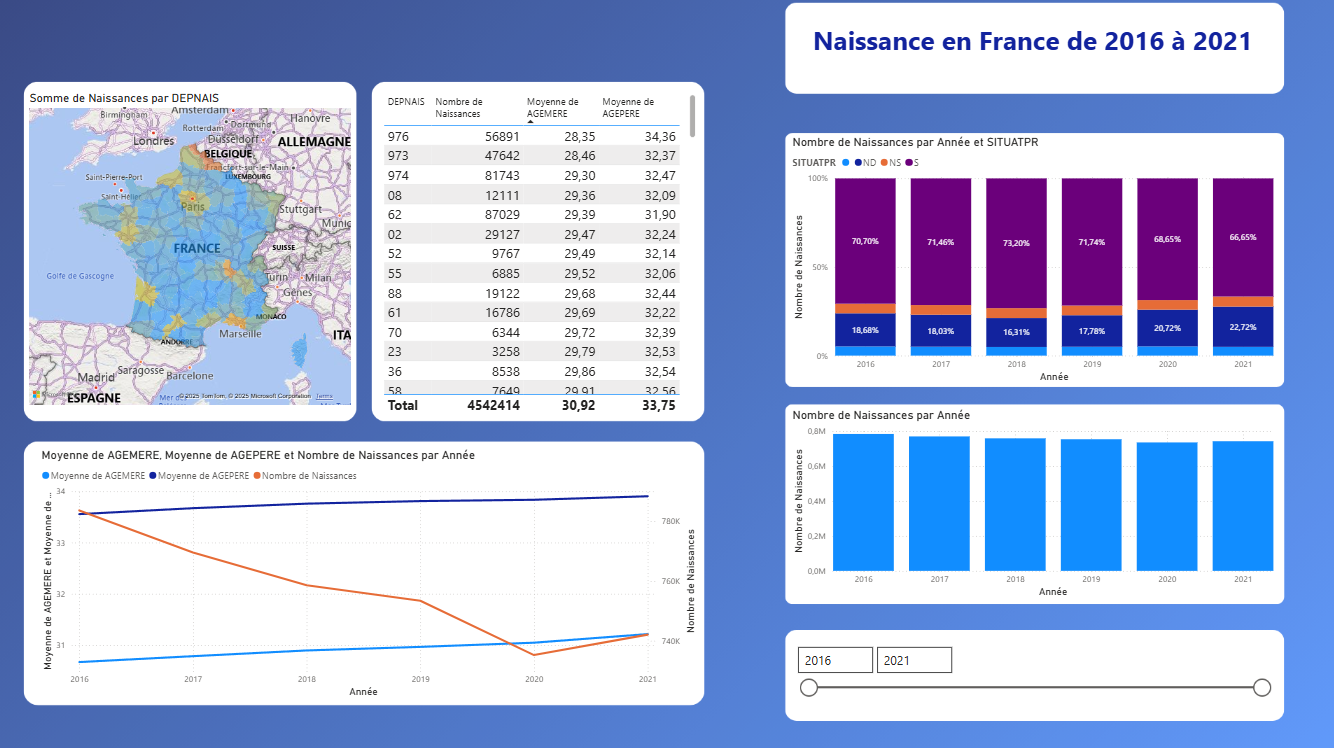 Naissance en France de 2016 à 2021
Somme de Naissances par DEPNAIS
Birmingham
Amsterdam
Hanovre
Londres
Rotterdam
Dortmund
Düsseldorf
ALLEMAGNE
BELGIQUE
Francfort-sur-le-Main
LUXEMBOURG
Saint-Pierre-Port
Saint-Hélier
Paris
Stuttgart
Munic
FRANCE
SUISSE
Golfe de Gascogne
Turin
Milan
Gênes
MONACO
Marseille
ITA
ANDORRE
Saragosse
Barcelone
Madrid
ESPAGNE
Mer de
© 2025 TomTom, © 2025 Microsoft Corporation Terms
DEPNAIS Nombre de Naissances Moyenne de AGEMERE Moyenne de AGEPERE
976 56891 28,35 34,36
973 47642 28,46 32,37
974 81743 29,30 32,47
08 12111 29,36 32,09
62 87029 29,39 31,90
02 29127 29,47 32,24
52 9767 29,49 32,14
55 6885 29,52 32,06
88 19122 29,68 32,44
61 16786 29,69 32,22
70 6344 29,72 32,39
23 3258 29,79 32,53
36 8538 29,86 32,54
58 7649 29,91 32,56
Total 4542414 30,92 33,75
Nombre de Naissances par Année et SITUATPR
SITUATPR ND NS S
Nombre de Naissances
100%
50%
0%
70,70% 71,46% 73,20% 71,74% 68,65% 66,65%
18,68% 18,03% 16,31% 17,78% 20,72% 22,72%
2016 2017 2018 2019 2020 2021
Année
Nombre de Naissances par Année
Nombre de Naissances
0,8M
0,6M
0,4M
0,2M
0,0M
2016 2017 2018 2019 2020 2021
Année
Moyenne de AGEMERE, Moyenne de AGEPERE et Nombre de Naissances par Année
Moyenne de AGEMERE Moyenne de AGEPERE Nombre de Naissances
Moyenne de AGEMERE et Moyenne de ...
34
33
32
31
780K
760K
740K
Nombre de Naissances
2016 2017 2018 2019 2020 2021
Année
2016 2021